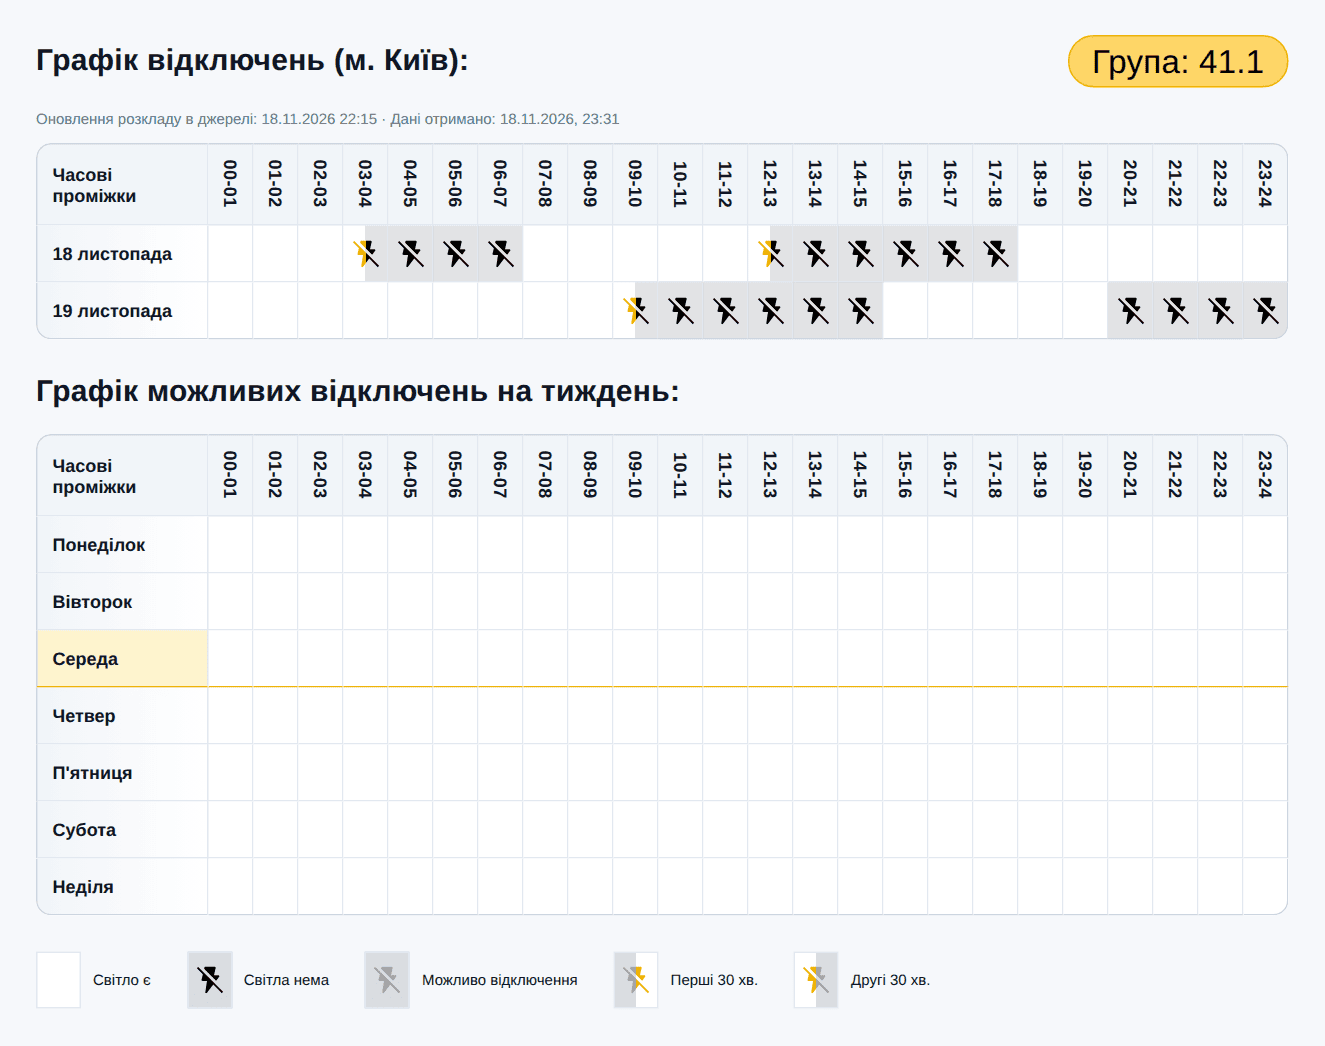 Графік відключень (м. Київ):
Група: 41.1
Оновлення розкладу в джерелі: 18.11.2026 22:15 · Дані отримано: 18.11.2026, 23:31
Часові проміжки 00-01 01-02 02-03 03-04 04-05 05-06 06-07 07-08 08-09 09-10 10-11 11-12 12-13 13-14 14-15 15-16 16-17 17-18 18-19 19-20 20-21 21-22 22-23 23-24
18 листопада
19 листопада
Графік можливих відключень на тиждень:
Часові проміжки 00-01 01-02 02-03 03-04 04-05 05-06 06-07 07-08 08-09 09-10 10-11 11-12 12-13 13-14 14-15 15-16 16-17 17-18 18-19 19-20 20-21 21-22 22-23 23-24
Понеділок
Вівторок
Середа
Четвер
П'ятниця
Субота
Неділя
Світло є Світла нема Можливо відключення Перші 30 хв. Другі 30 хв.